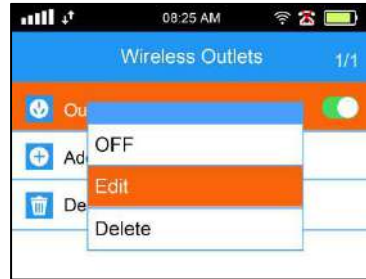 08:25 AM
Wireless Outlets 1/1
Ou
OFF
Ad
Edit
De
Delete